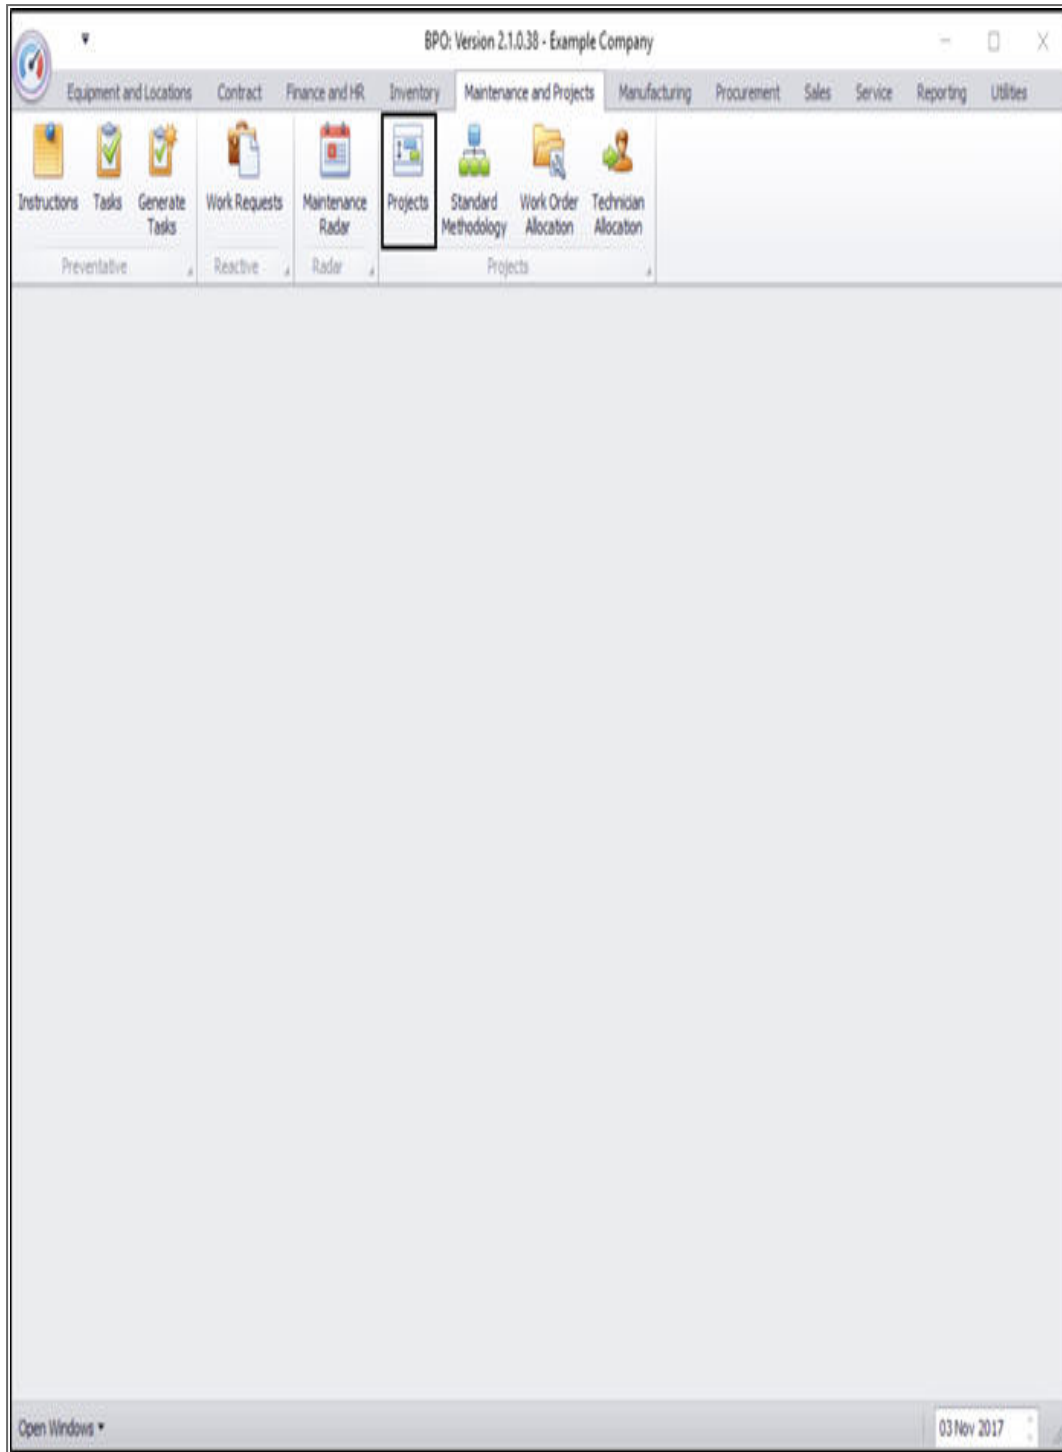 BPO: Version 2.1.0.38 - Example Company
Equipment and Locations Contract Finance and HR Inventory Maintenance and Projects Manufacturing Procurement Sales Service Reporting Utilities
Instructions Tasks Generate Tasks Work Requests Maintenance Radar Projects Standard Methodology Work Order Allocation Technician Allocation
Preventative Reactive Radar Projects
Open Windows 03 Nov 2017